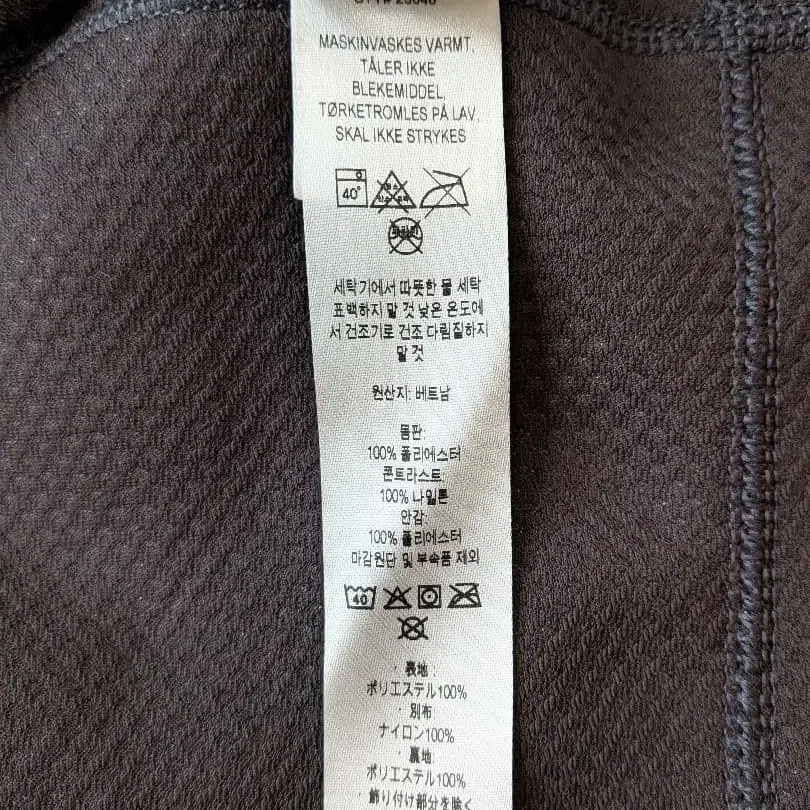 MASKINVASKES VARMT,
TÅLER IKKE
BLEKEMIDDEL,
TØRKETROMLES PÅ LAV,
SKAL IKKE STRYKES
40°
세탁기에서 따뜻한 물 세탁
표백하지 말 것 낮은 온도에
서 건조기로 건조 다림질하지
말 것
원산지: 베트남
몸판:
100% 폴리에스터
콘트라스트
100% 나일론
안감:
100% 폴리에스터
마감원단 및 부속품 제외
40
・表地:
ポリエステル100%
・別布:
ナイロン100%
・裏地:
ポリエステル100%
・飾り付け部分を除く